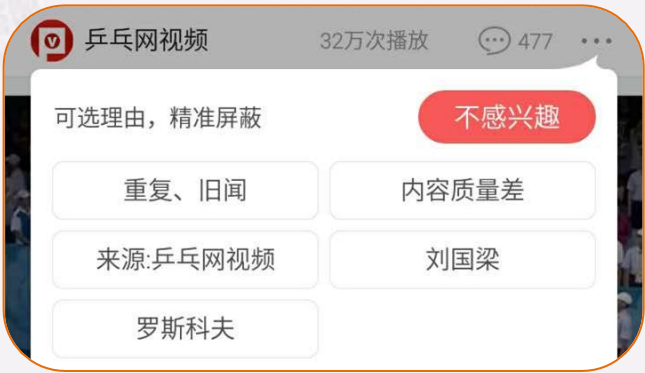 乒乓网视频 32万次播放 477
可选理由，精准屏蔽 不感兴趣
重复、旧闻 内容质量差
来源:乒乓网视频 刘国梁
罗斯科夫